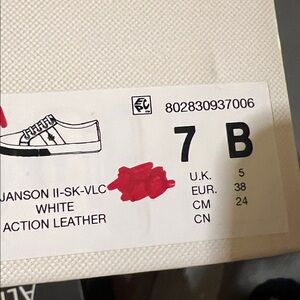 802830937006
7 B
U.K. 5
EUR. 38
CM 24
CN
JANSON II-SK-VLC
WHITE
ACTION LEATHER